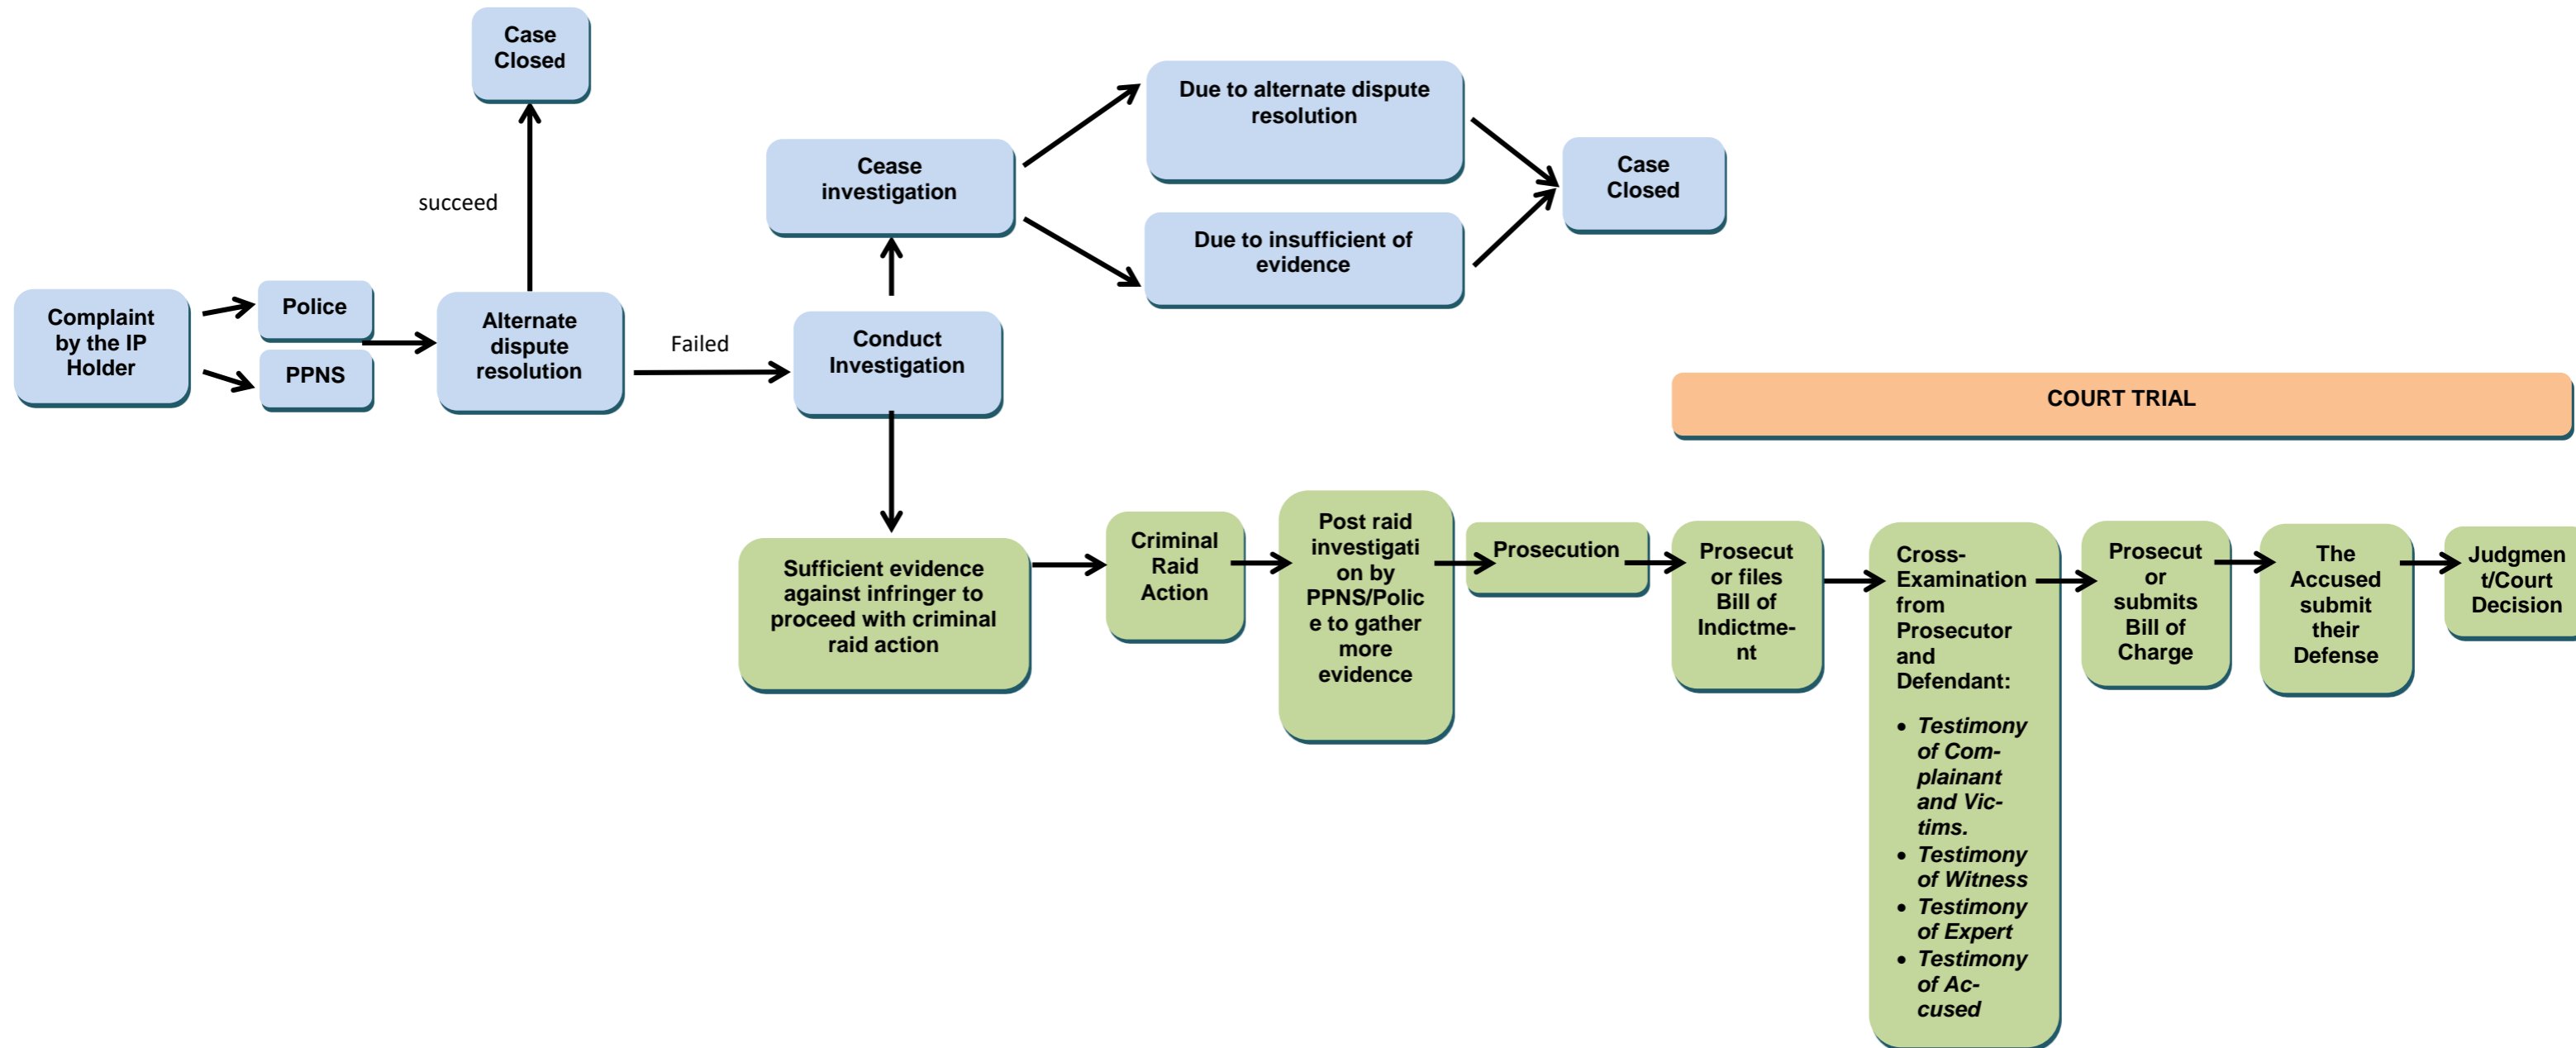 Case
Closed
succeed
Complaint
by the IP
Holder
Police
PPNS
Alternate
dispute
resolution
Failed
Conduct
Investigation
Cease
investigation
Due to alternate dispute
resolution
Due to insufficient of
evidence
Case
Closed
COURT TRIAL
Sufficient evidence
against infringer to
proceed with criminal
raid action
Criminal
Raid
Action
Post raid
investigati
on by
PPNS/Polic
e to gather
more
evidence
Prosecution
Prosecut
or files
Bill of
Indictme-
nt
Cross-
Examination
from
Prosecutor
and
Defendant:
• Testimony
of Com-
plainant
and Vic-
tims.
• Testimony
of Witness
• Testimony
of Expert
• Testimony
of Ac-
cused
Prosecut
or
submits
Bill of
Charge
The
Accused
submit
their
Defense
Judgmen
t/Court
Decision